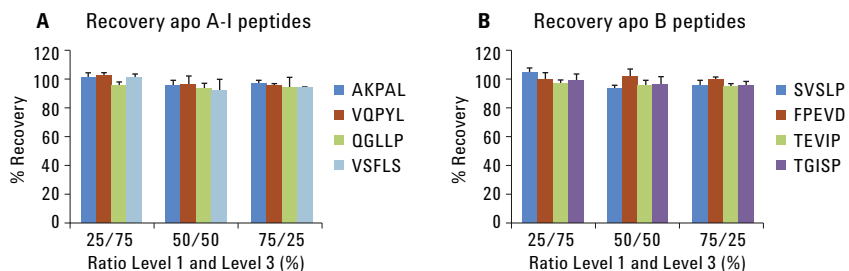 A Recovery apo A-I peptides
120
100
80
60
40
20
0
% Recovery
25/75 50/50 75/25
Ratio Level 1 and Level 3 (%)
AKPAL
VQPYL
QGLLP
VSFLS
B Recovery apo B peptides
120
100
80
60
40
20
0
% Recovery
25/75 50/50 75/25
Ratio Level 1 and Level 3 (%)
SVSLP
FPEVD
TEVIP
TGISP